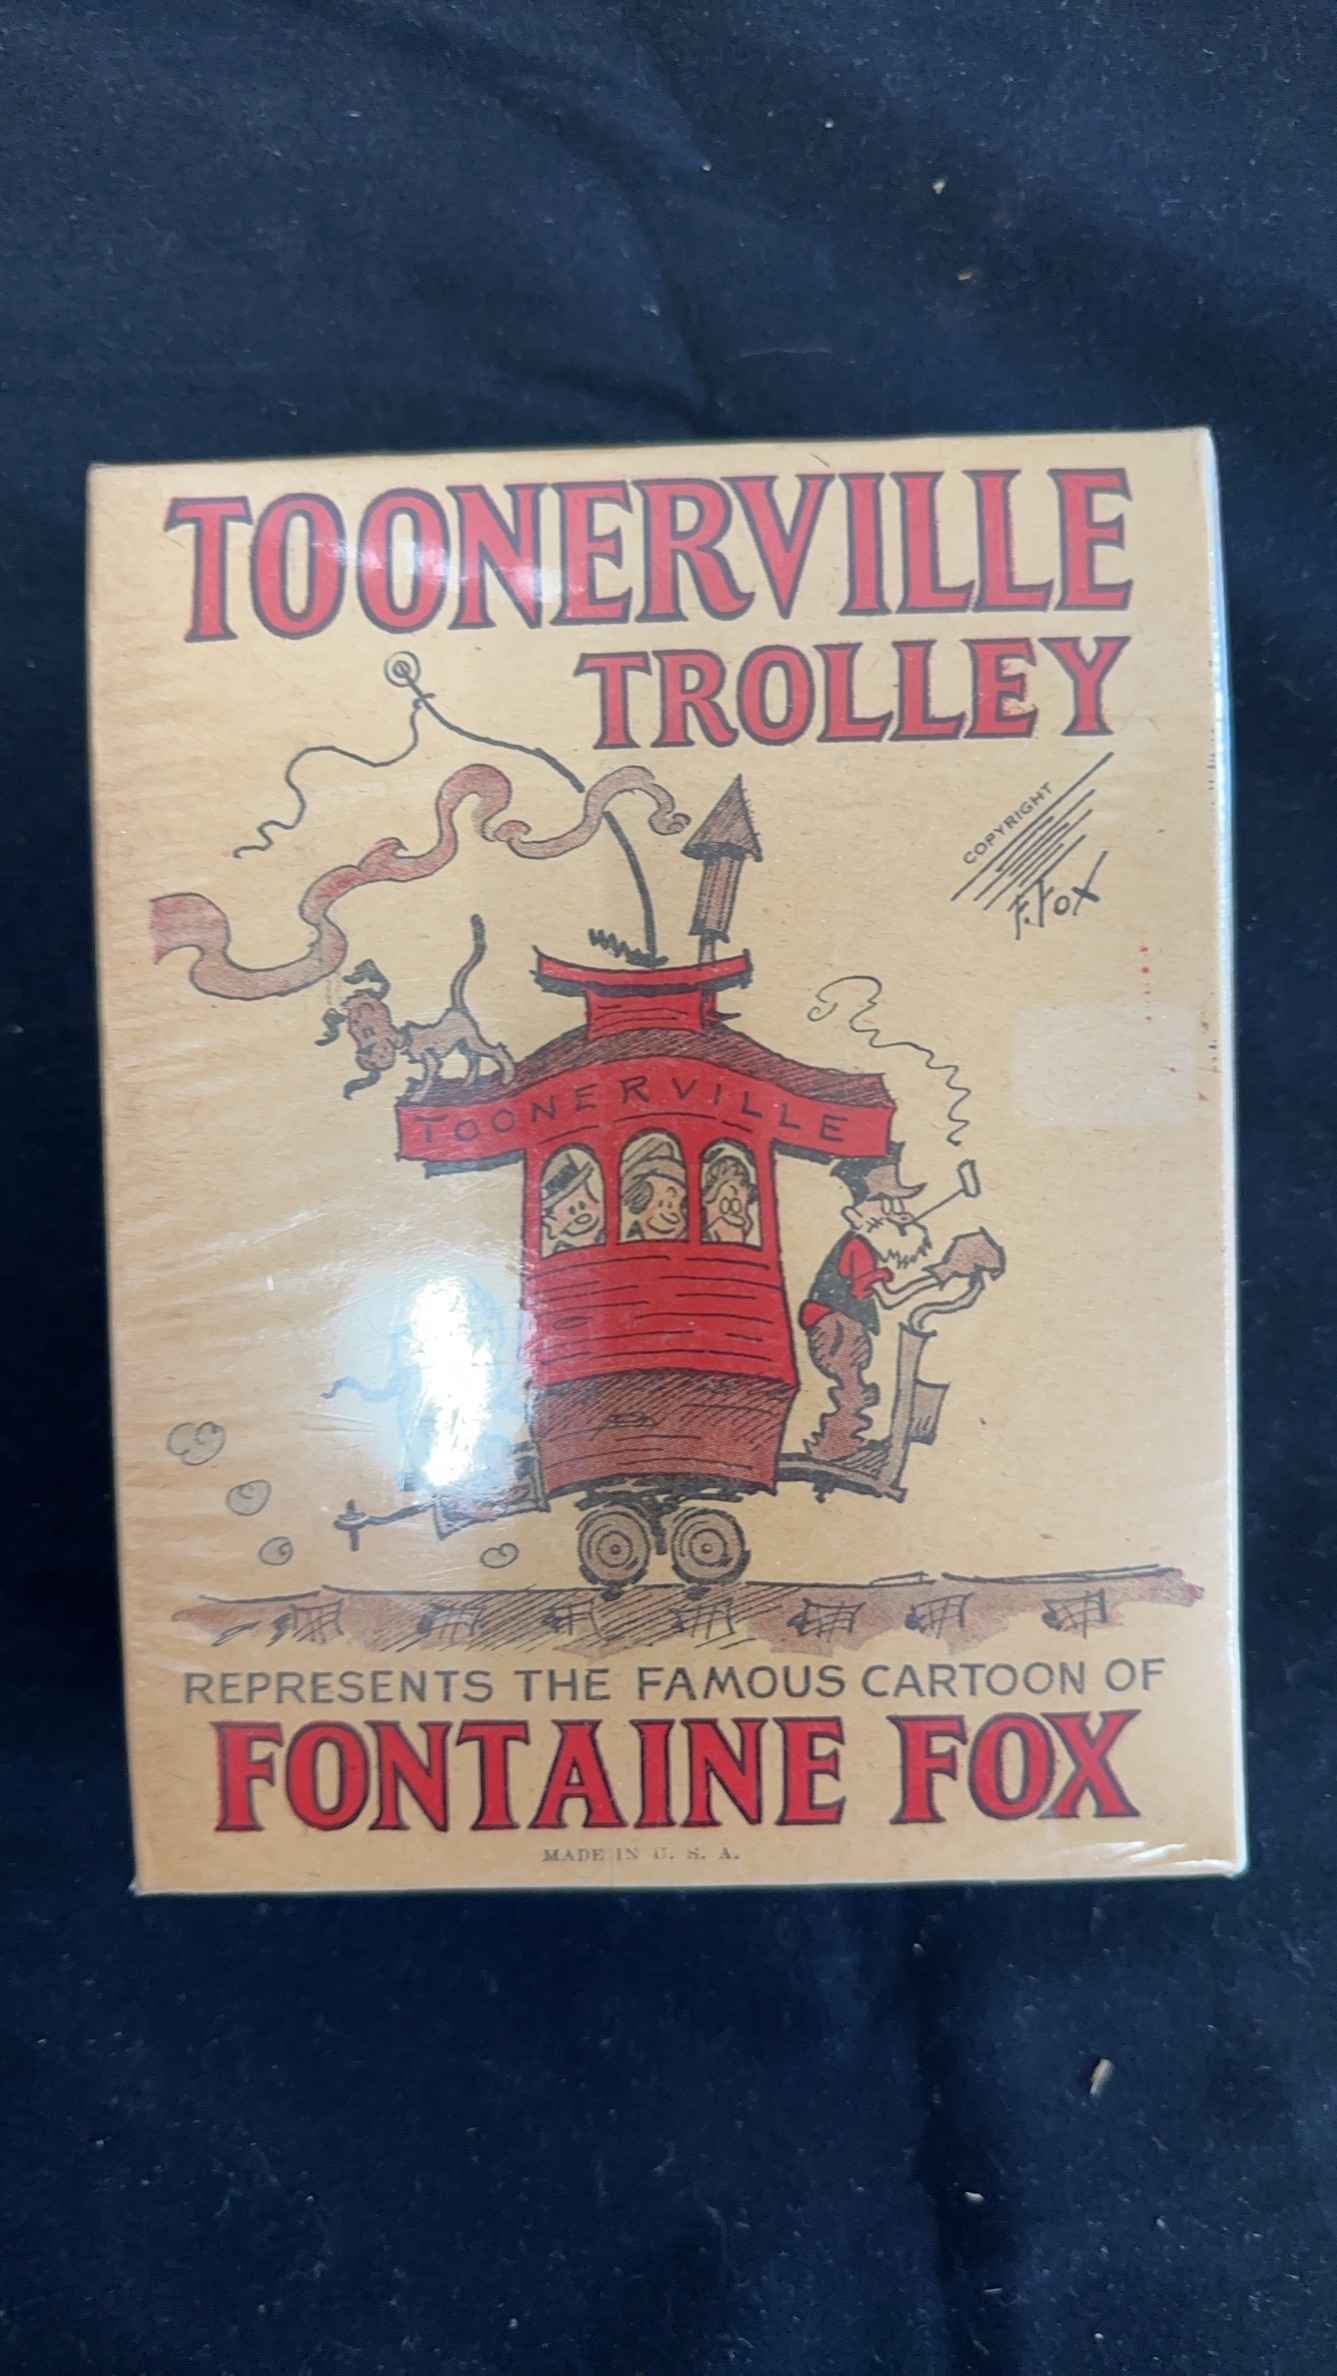 TOONERVILLE
TROLLEY
COPYRIGHT
F. FOX
TOONERVILLE
REPRESENTS THE FAMOUS CARTOON OF
FONTAINE FOX
MADE IN U. S. A.